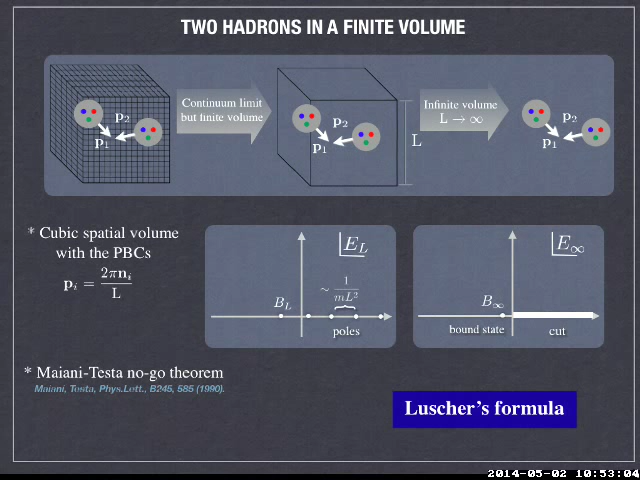 TWO HADRONS IN A FINITE VOLUME
Continuum limit
but finite volume
Infinite volume
L → ∞
p₂
p₁
p₂
p₁
L
p₂
p₁
* Cubic spatial volume
with the PBCs
pᵢ = 2πnᵢ / L
E_L
~ 1 / mL²
B_L
poles
E_∞
B_∞
bound state
cut
* Maiani-Testa no-go theorem
Maiani, Testa, Phys.Lett., B245, 585 (1990).
Luscher's formula
2014-05-02 10:53:04